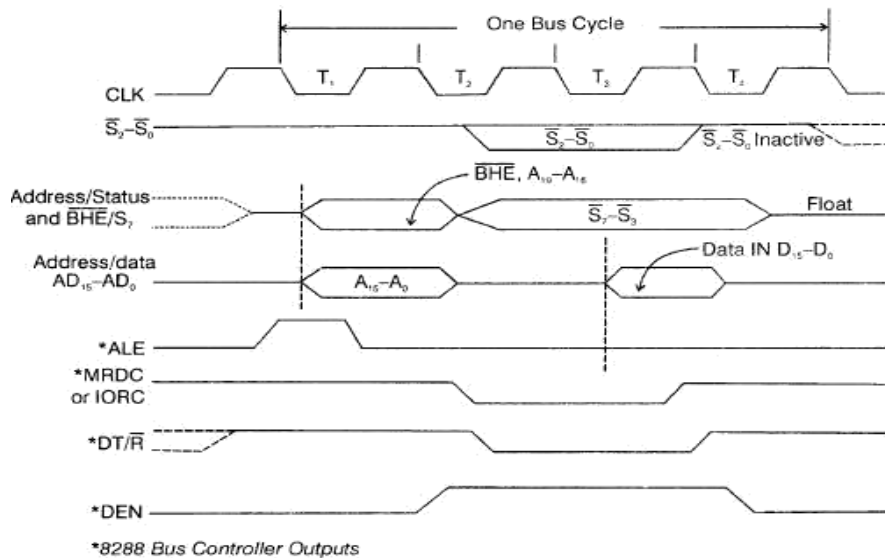 One Bus Cycle
CLK T₁ T₂ T₃ T₄
S̅₂–S̅₀ S̅₂–S̅₀ S̅₂–S̅₀ Inactive
B̅H̅E̅, A₁₉–A₁₆
Address/Status
and B̅H̅E̅/S₇ S̅₇–S̅₃ Float
Address/data
AD₁₅–AD₀ A₁₅–A₀ Data IN D₁₅–D₀
*ALE
*MRDC
or IORC
*DT/R̅
*DEN
*8288 Bus Controller Outputs